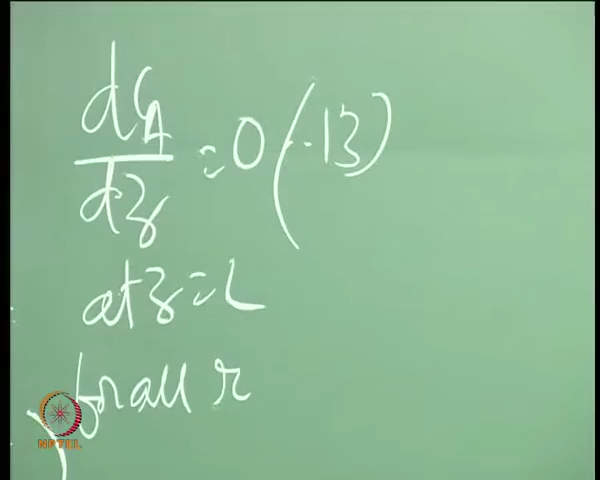 dC_A/dz = 0 (..13)
at z = L
for all r
NPTEL